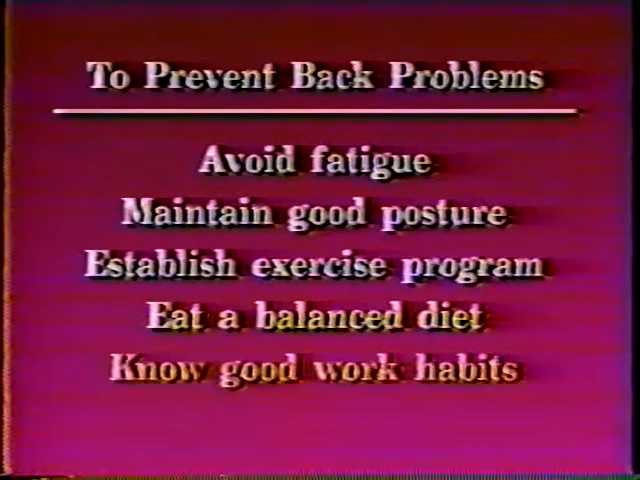 To Prevent Back Problems
Avoid fatigue
Maintain good posture
Establish exercise program
Eat a balanced diet
Know good work habits